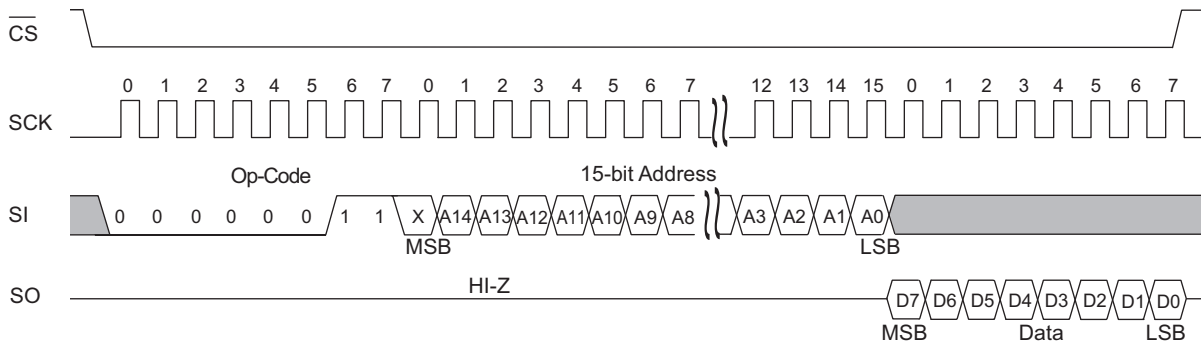 CS
0 1 2 3 4 5 6 7 0 1 2 3 4 5 6 7 12 13 14 15 0 1 2 3 4 5 6 7
SCK
Op-Code 15-bit Address
SI 0 0 0 0 0 0 1 1 X A14 A13 A12 A11 A10 A9 A8 A3 A2 A1 A0
MSB LSB
HI-Z
SO D7 D6 D5 D4 D3 D2 D1 D0
MSB Data LSB